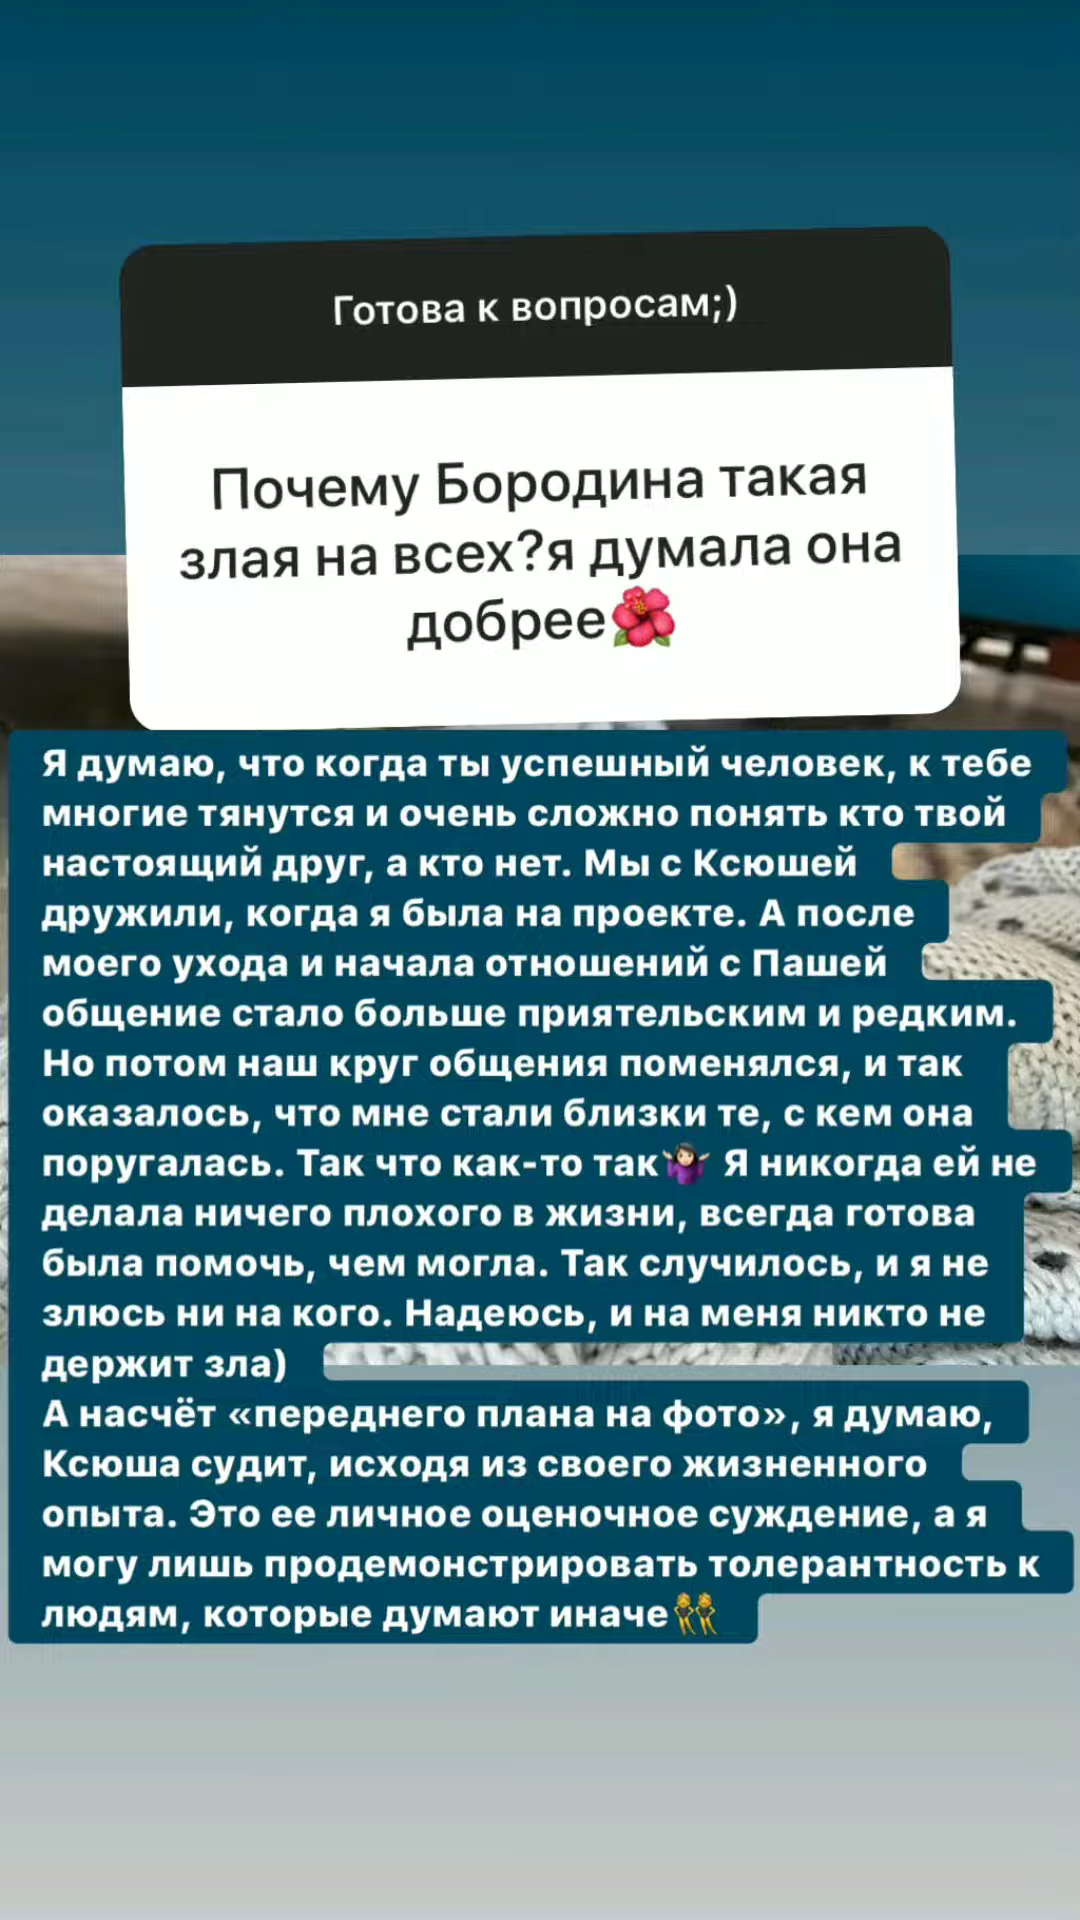 Готова к вопросам;)
Почему Бородина такая
злая на всех?я думала она
добрее🌺
Я думаю, что когда ты успешный человек, к тебе
многие тянутся и очень сложно понять кто твой
настоящий друг, а кто нет. Мы с Ксюшей
дружили, когда я была на проекте. А после
моего ухода и начала отношений с Пашей
общение стало больше приятельским и редким.
Но потом наш круг общения поменялся, и так
оказалось, что мне стали близки те, с кем она
поругалась. Так что как-то так🤷🏻‍♀️ Я никогда ей не
делала ничего плохого в жизни, всегда готова
была помочь, чем могла. Так случилось, и я не
злюсь ни на кого. Надеюсь, и на меня никто не
держит зла)
А насчёт «переднего плана на фото», я думаю,
Ксюша судит, исходя из своего жизненного
опыта. Это ее личное оценочное суждение, а я
могу лишь продемонстрировать толерантность к
людям, которые думают иначе👯‍♀️